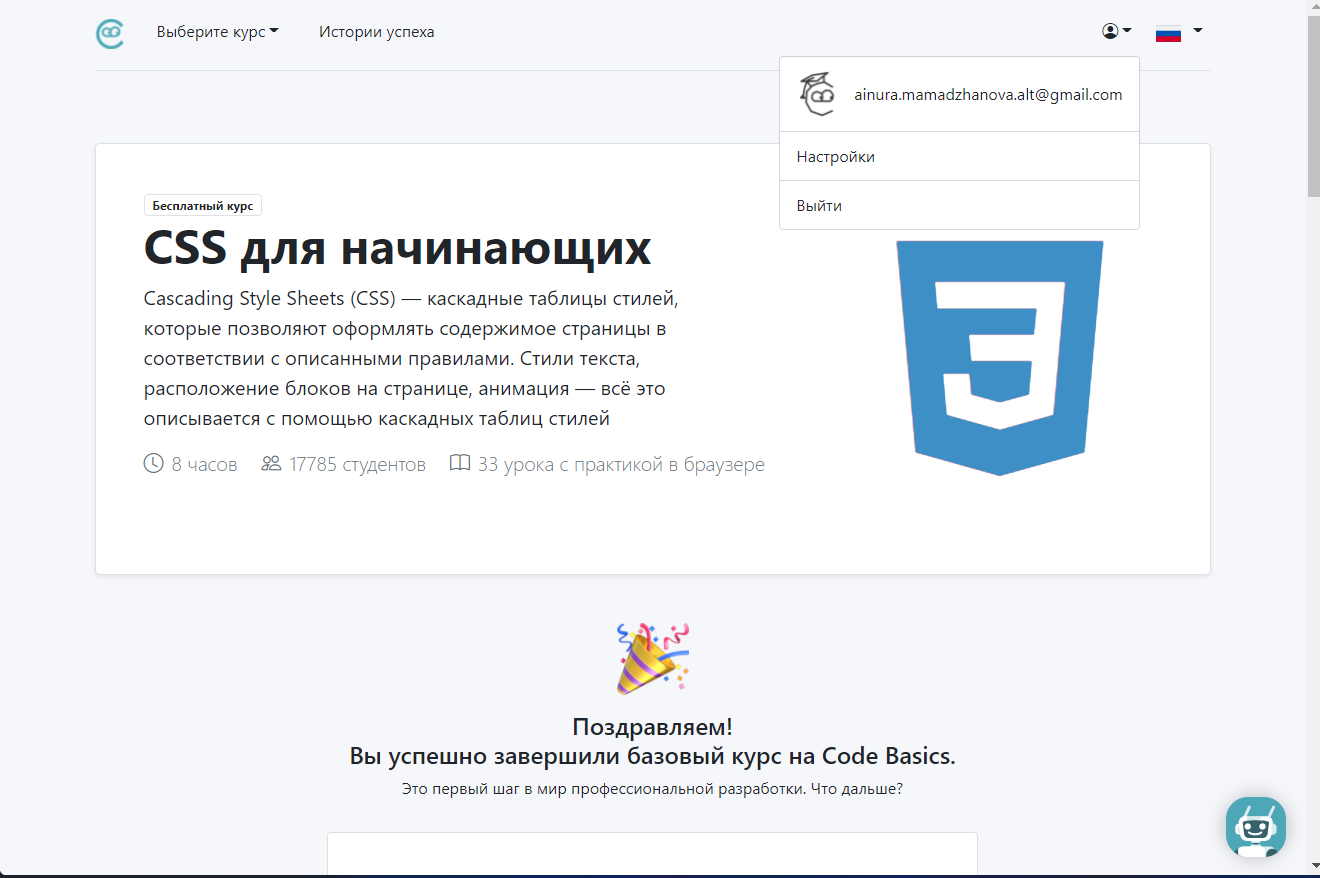 Выберите курс
Истории успеха
ainura.mamadzhanova.alt@gmail.com
Настройки
Выйти
Бесплатный курс
CSS для начинающих
Cascading Style Sheets (CSS) — каскадные таблицы стилей,
которые позволяют оформлять содержимое страницы в
соответствии с описанными правилами. Стили текста,
расположение блоков на странице, анимация — всё это
описывается с помощью каскадных таблиц стилей
8 часов
17785 студентов
33 урока с практикой в браузере
Поздравляем!
Вы успешно завершили базовый курс на Code Basics.
Это первый шаг в мир профессиональной разработки. Что дальше?